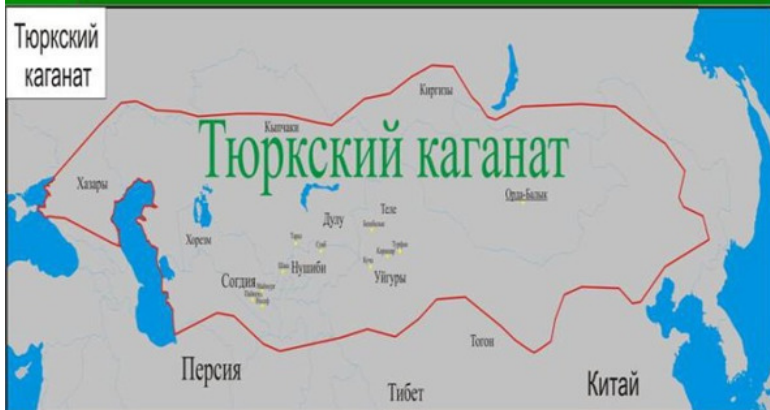 Тюркский
каганат
Киргизы
Кыпчаки
Тюркский каганат
Хазары
Теле
Орда-Балык
Дулу
Хорезм
Нушиби
Согдия
Уйгуры
Тогон
Персия
Тибет
Китай